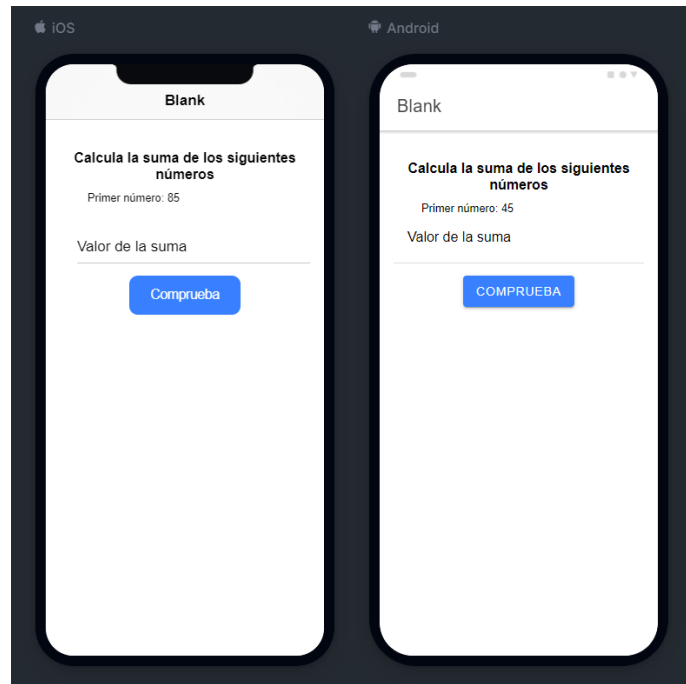 iOS
Blank
Calcula la suma de los siguientes
números
Primer número: 85
Valor de la suma
Comprueba
Android
Blank
Calcula la suma de los siguientes
números
Primer número: 45
Valor de la suma
COMPRUEBA